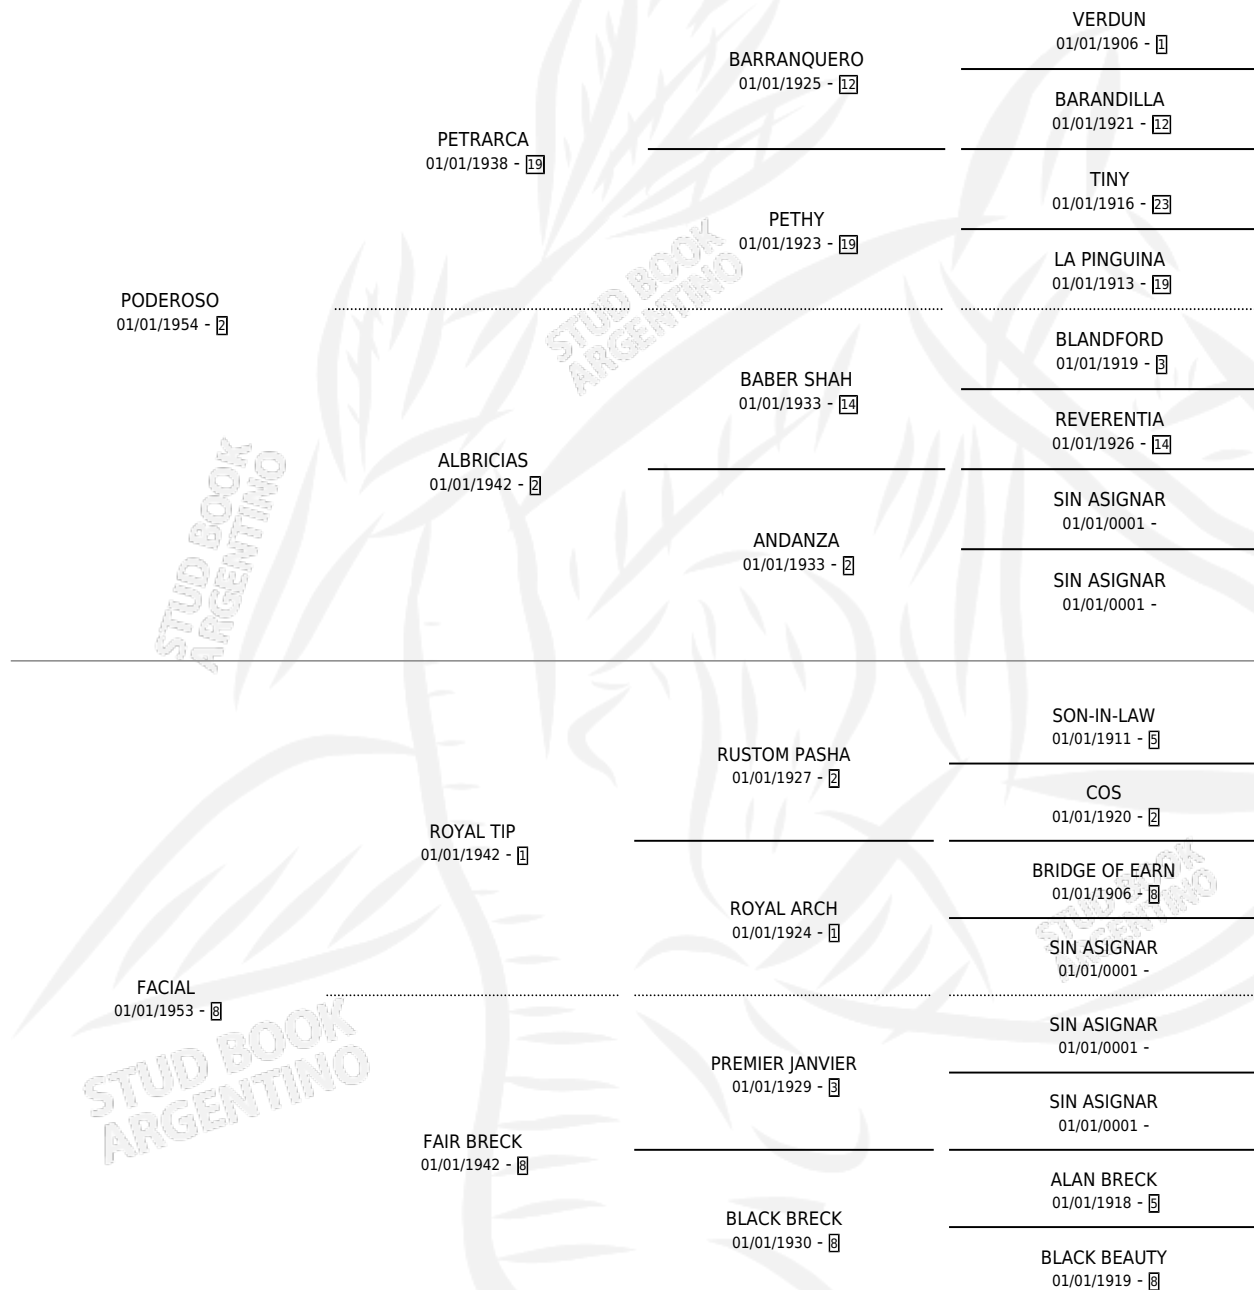 PODEROSO
01/01/1954 - 2
PETRARCA
01/01/1938 - 19
BARRANQUERO
01/01/1925 - 12
VERDUN
01/01/1906 - 1
BARANDILLA
01/01/1921 - 12
PETHY
01/01/1923 - 19
TINY
01/01/1916 - 23
LA PINGUINA
01/01/1913 - 19
ALBRICIAS
01/01/1942 - 2
BABER SHAH
01/01/1933 - 14
BLANDFORD
01/01/1919 - 3
REVERENTIA
01/01/1926 - 14
ANDANZA
01/01/1933 - 2
SIN ASIGNAR
01/01/0001 -
SIN ASIGNAR
01/01/0001 -
FACIAL
01/01/1953 - 8
ROYAL TIP
01/01/1942 - 1
RUSTOM PASHA
01/01/1927 - 2
SON-IN-LAW
01/01/1911 - 5
COS
01/01/1920 - 2
ROYAL ARCH
01/01/1924 - 1
BRIDGE OF EARN
01/01/1906 - 8
SIN ASIGNAR
01/01/0001 -
FAIR BRECK
01/01/1942 - 8
PREMIER JANVIER
01/01/1929 - 3
SIN ASIGNAR
01/01/0001 -
SIN ASIGNAR
01/01/0001 -
BLACK BRECK
01/01/1930 - 8
ALAN BRECK
01/01/1918 - 5
BLACK BEAUTY
01/01/1919 - 8
STUD BOOK
ARGENTINO
STUD BOOK
ARGENTINO
STUD BOOK
ARGENTINO
STUD BOOK
ARGENTINO